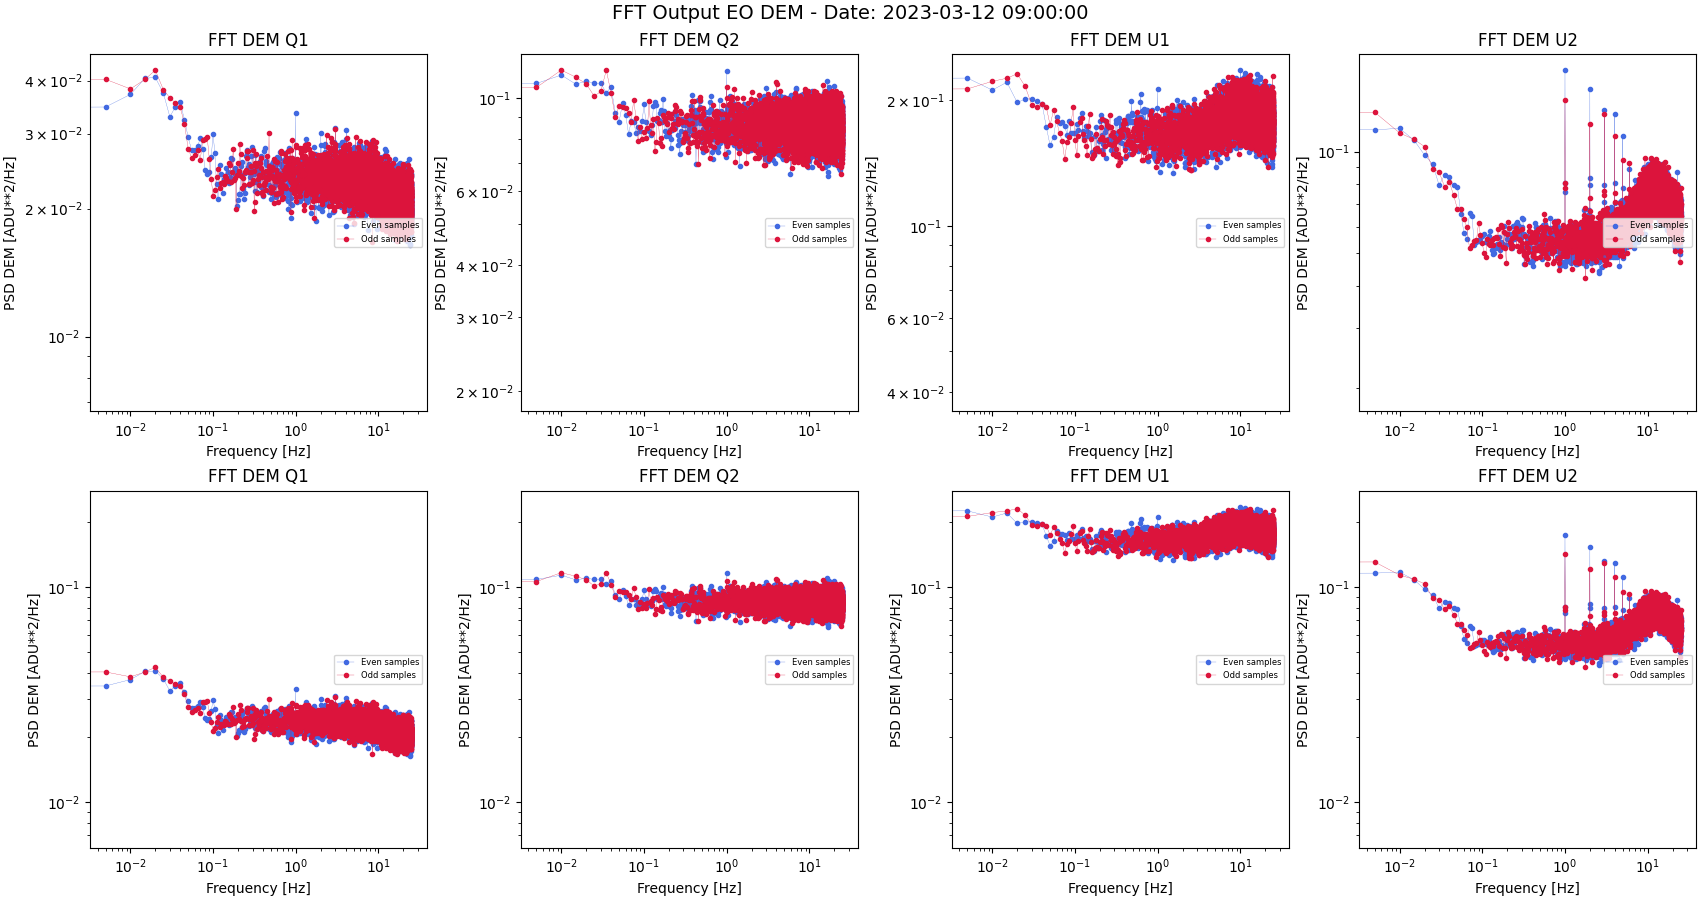 FFT Output EO DEM - Date: 2023-03-12 09:00:00
FFT DEM Q1
PSD DEM [ADU**2/Hz]
4 × 10⁻²
3 × 10⁻²
2 × 10⁻²
10⁻²
Even samples
Odd samples
10⁻² 10⁻¹ 10⁰ 10¹
Frequency [Hz]
FFT DEM Q2
PSD DEM [ADU**2/Hz]
10⁻¹
6 × 10⁻²
4 × 10⁻²
3 × 10⁻²
2 × 10⁻²
Even samples
Odd samples
10⁻² 10⁻¹ 10⁰ 10¹
Frequency [Hz]
FFT DEM U1
PSD DEM [ADU**2/Hz]
2 × 10⁻¹
10⁻¹
6 × 10⁻²
4 × 10⁻²
Even samples
Odd samples
10⁻² 10⁻¹ 10⁰ 10¹
Frequency [Hz]
FFT DEM U2
PSD DEM [ADU**2/Hz]
10⁻¹
Even samples
Odd samples
10⁻² 10⁻¹ 10⁰ 10¹
Frequency [Hz]
FFT DEM Q1
PSD DEM [ADU**2/Hz]
10⁻¹
10⁻²
Even samples
Odd samples
10⁻² 10⁻¹ 10⁰ 10¹
Frequency [Hz]
FFT DEM Q2
PSD DEM [ADU**2/Hz]
10⁻¹
10⁻²
Even samples
Odd samples
10⁻² 10⁻¹ 10⁰ 10¹
Frequency [Hz]
FFT DEM U1
PSD DEM [ADU**2/Hz]
10⁻¹
10⁻²
Even samples
Odd samples
10⁻² 10⁻¹ 10⁰ 10¹
Frequency [Hz]
FFT DEM U2
PSD DEM [ADU**2/Hz]
10⁻¹
10⁻²
Even samples
Odd samples
10⁻² 10⁻¹ 10⁰ 10¹
Frequency [Hz]